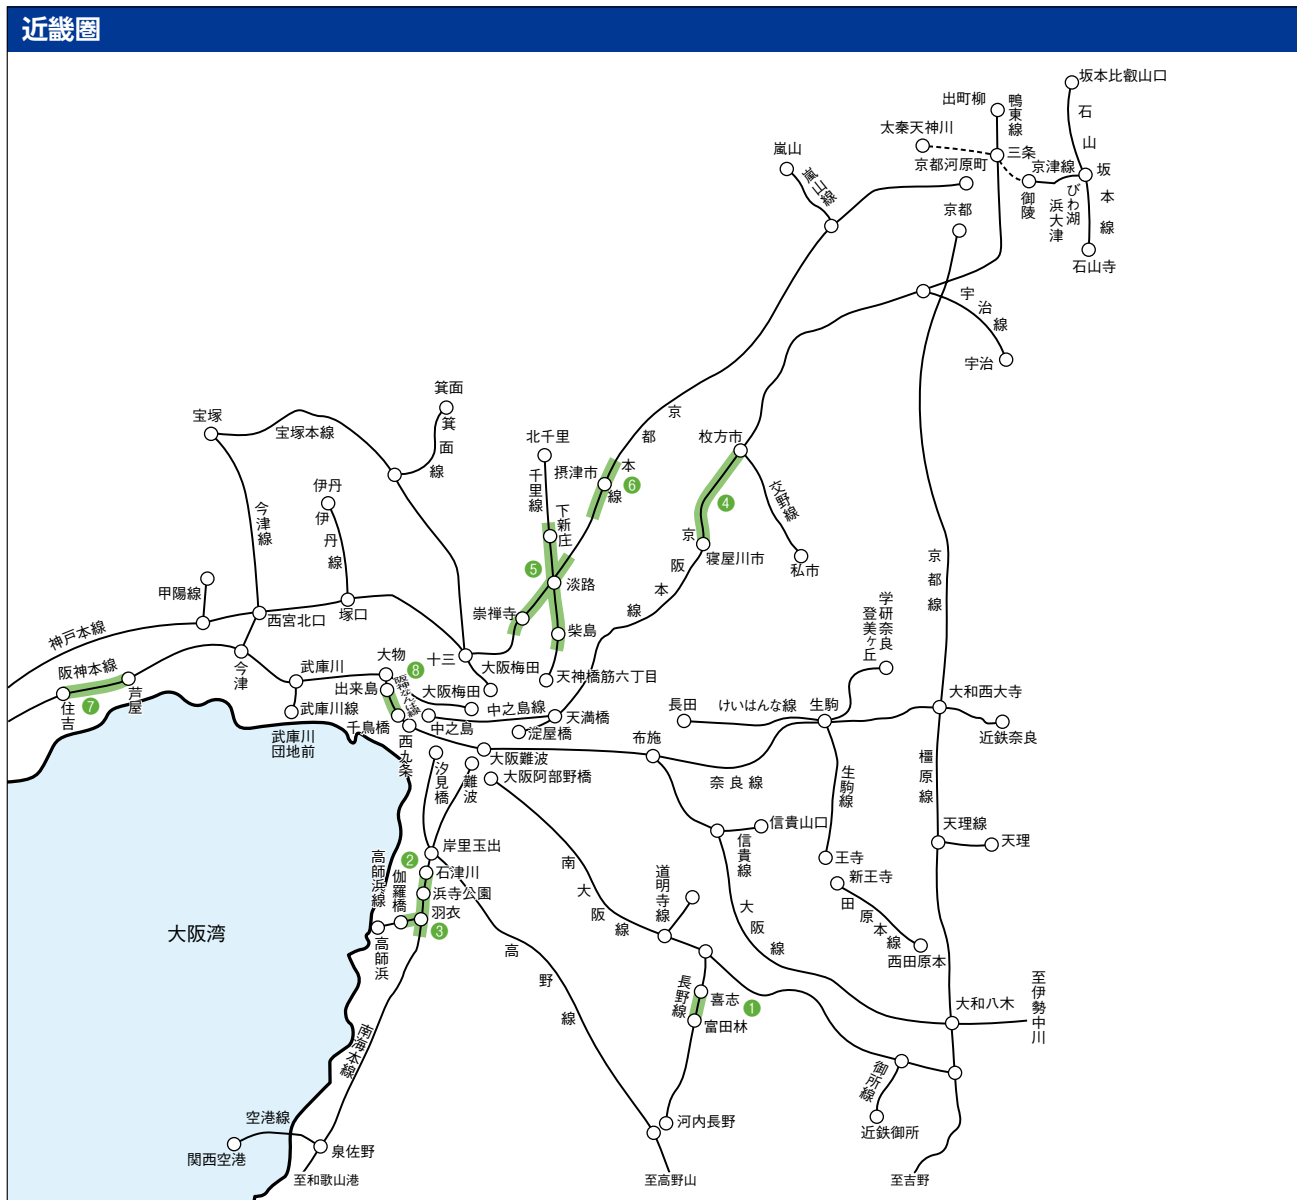 近畿圏
坂本比叡山口
出町柳
鴨東線
石山坂本線
太秦天神川
三条
京都河原町
京津線
嵐山
嵐山線
御陵
びわ湖
浜大津
京都
石山寺
宇治線
宇治
箕面
箕面線
宝塚
宝塚本線
京都本線
北千里
千里線
摂津市
6
枚方市
4
交野線
伊丹
伊丹線
今津線
下新庄
京阪本線
寝屋川市
私市
京都線
5
淡路
甲陽線
崇禅寺
柴島
学研奈良
登美ヶ丘
西宮北口
塚口
神戸本線
阪神本線
今津
武庫川
大物
8
十三
大阪梅田
天神橋筋六丁目
出来島
阪神なんば線
大阪梅田
中之島線
住吉
7
芦屋
武庫川線
武庫川
団地前
千鳥橋
中之島
天満橋
淀屋橋
西九条
長田
けいはんな線
生駒
大和西大寺
近鉄奈良
布施
奈良線
大阪難波
大阪阿部野橋
汐見橋
難波
生駒線
橿原線
信貴山口
信貴線
天理線
天理
岸里玉出
2
石津川
浜寺公園
羽衣
3
高師浜線
伽羅橋
高師浜
南大阪線
道明寺線
大阪線
王寺
新王寺
田原本線
西田原本
大阪湾
高野線
長野線
喜志
1
富田林
大和八木
至伊勢中川
南海本線
御所線
空港線
関西空港
泉佐野
河内長野
近鉄御所
至和歌山港
至高野山
至吉野